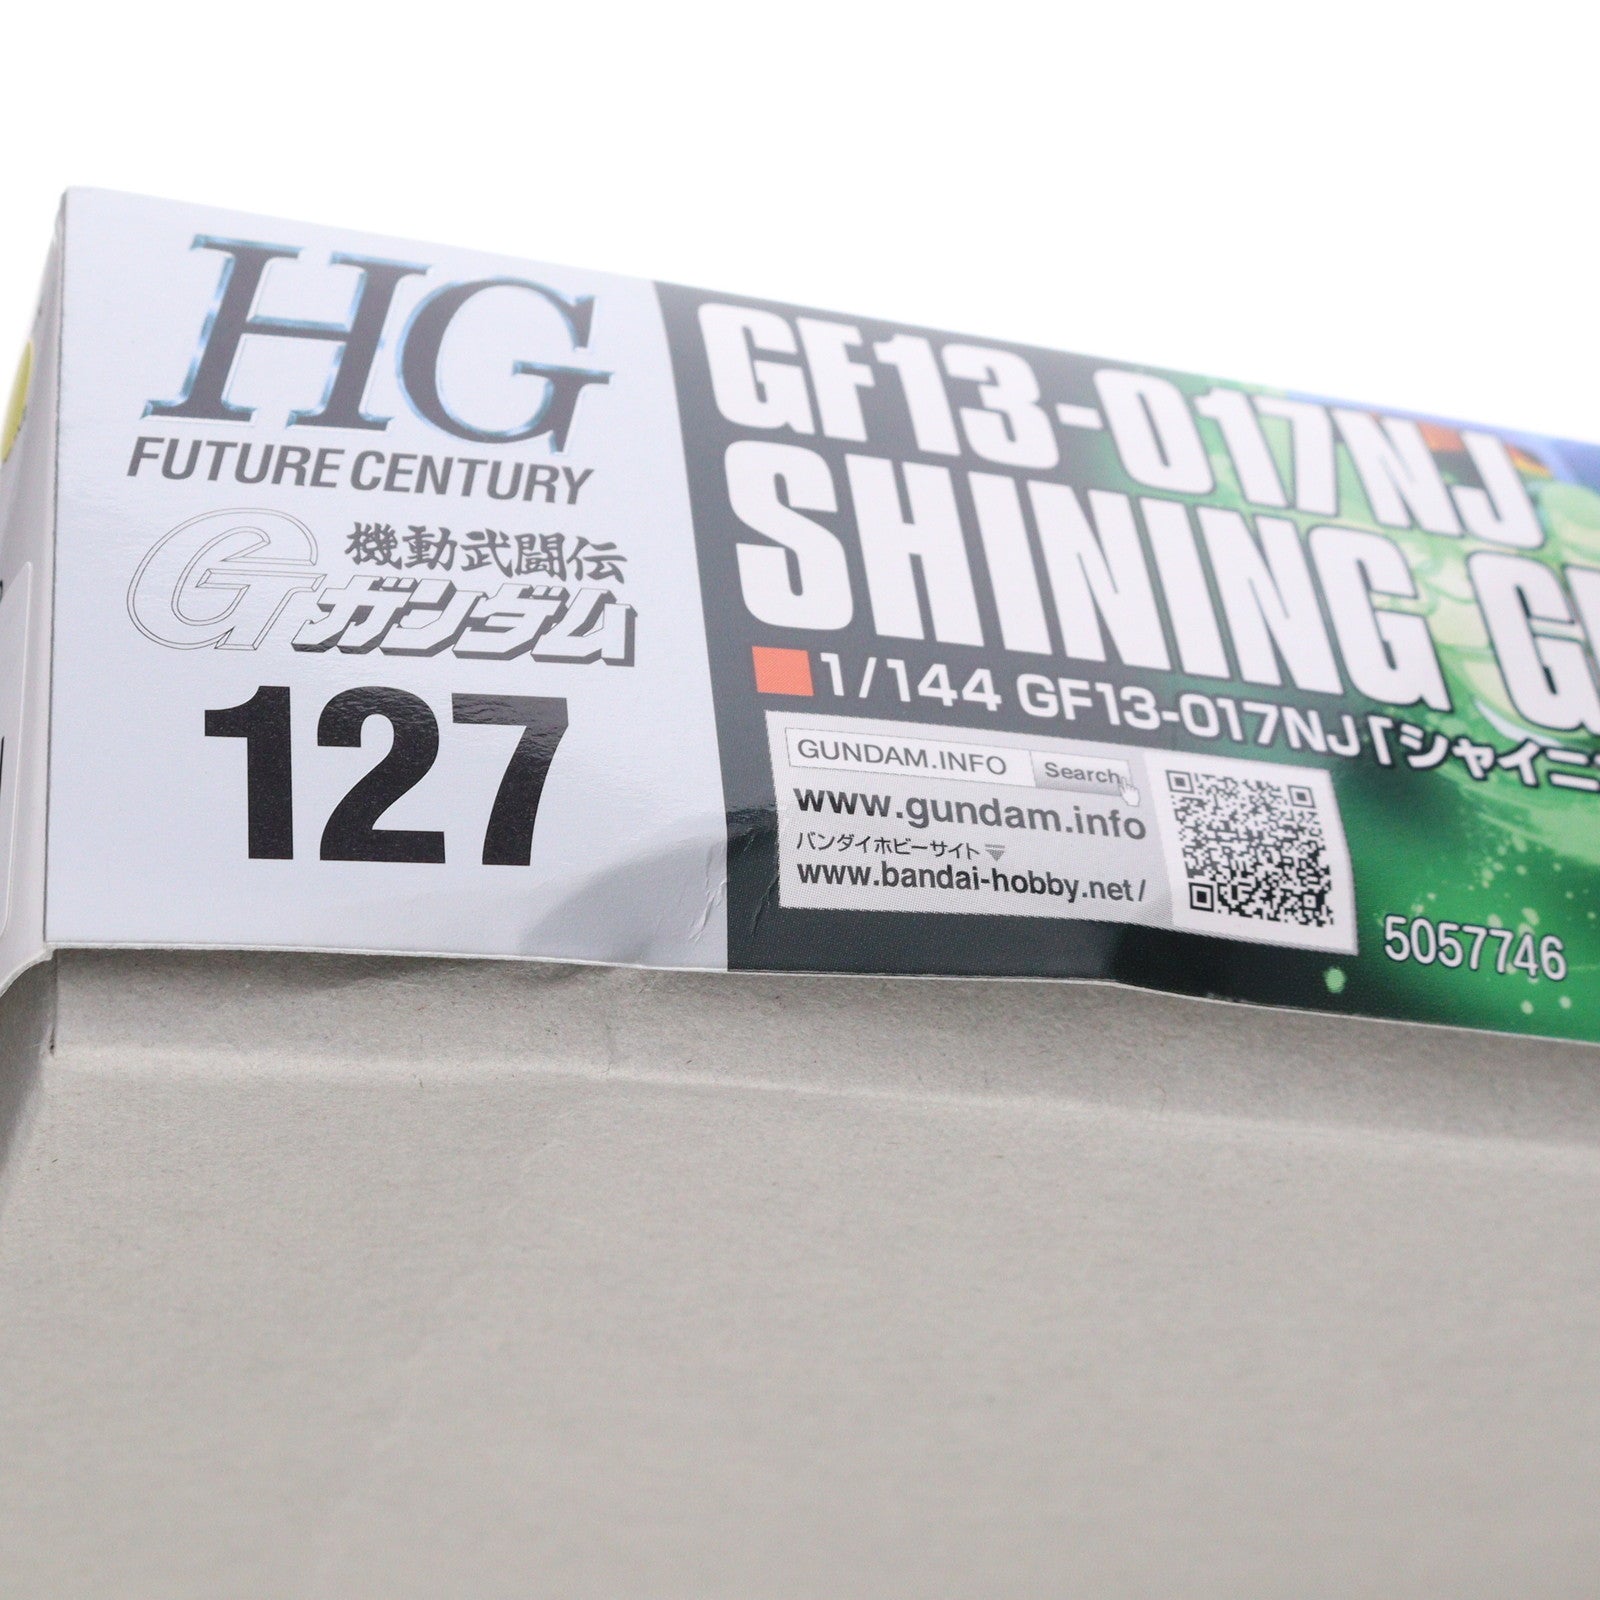 HG
FUTURE CENTURY
機動武闘伝
Gガンダム
127
GF13-017NJ
SHINING
1/144 GF13-017NJ「シャイニ
GUNDAM.INFO Search
www.gundam.info
バンダイホビーサイト
www.bandai-hobby.net/
5057746